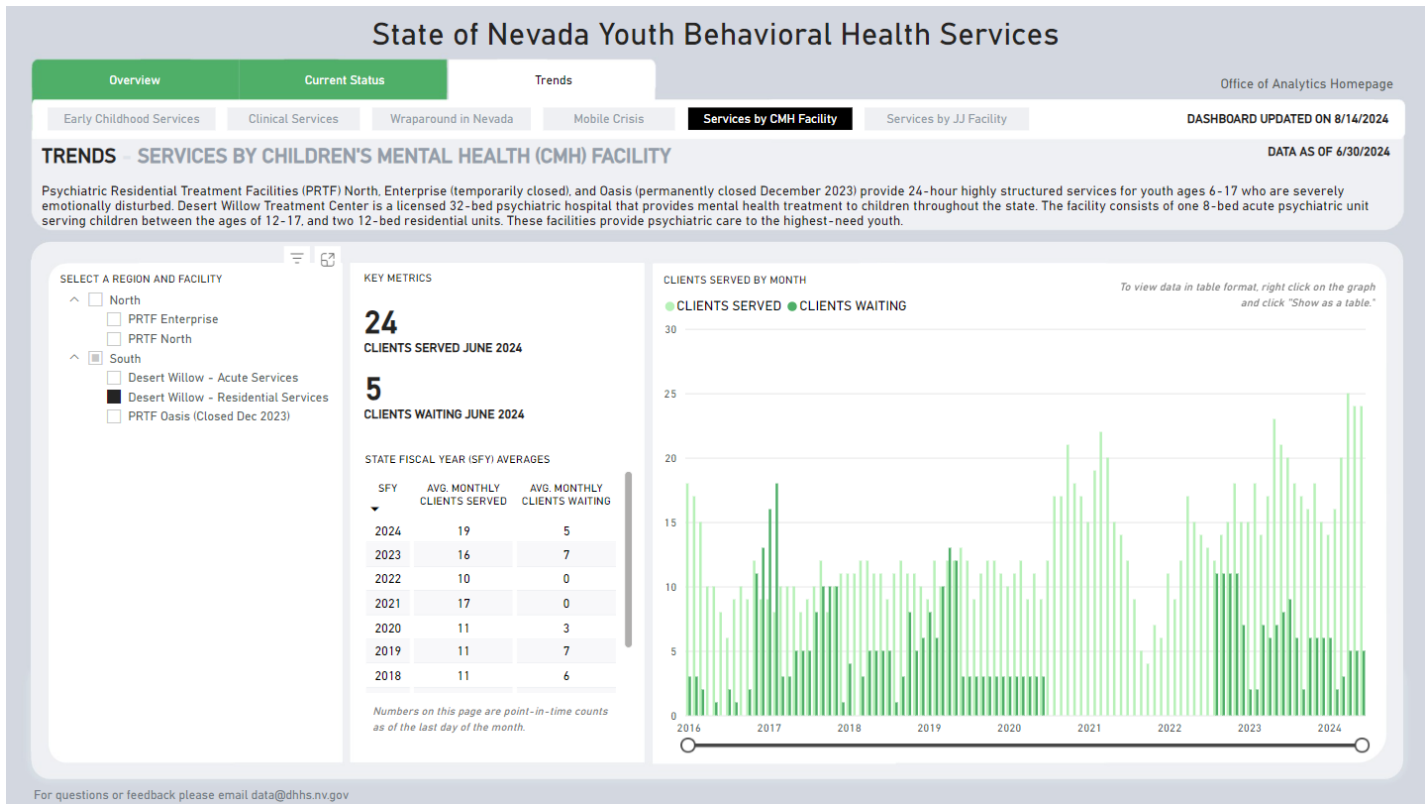 State of Nevada Youth Behavioral Health Services
Overview
Current Status
Trends
Office of Analytics Homepage
Early Childhood Services
Clinical Services
Wraparound in Nevada
Mobile Crisis
Services by CMH Facility
Services by JJ Facility
DASHBOARD UPDATED ON 8/14/2024
TRENDS - SERVICES BY CHILDREN'S MENTAL HEALTH (CMH) FACILITY
DATA AS OF 6/30/2024
Psychiatric Residential Treatment Facilities (PRTF) North, Enterprise (temporarily closed), and Oasis (permanently closed December 2023) provide 24-hour highly structured services for youth ages 6-17 who are severely
emotionally disturbed. Desert Willow Treatment Center is a licensed 32-bed psychiatric hospital that provides mental health treatment to children throughout the state. The facility consists of one 8-bed acute psychiatric unit
serving children between the ages of 12-17, and two 12-bed residential units. These facilities provide psychiatric care to the highest-need youth.
SELECT A REGION AND FACILITY
North
PRTF Enterprise
PRTF North
South
Desert Willow - Acute Services
Desert Willow - Residential Services
PRTF Oasis (Closed Dec 2023)
KEY METRICS
24
CLIENTS SERVED JUNE 2024
5
CLIENTS WAITING JUNE 2024
STATE FISCAL YEAR (SFY) AVERAGES
SFY AVG. MONTHLY CLIENTS SERVED AVG. MONTHLY CLIENTS WAITING
2024 19 5
2023 16 7
2022 10 0
2021 17 0
2020 11 3
2019 11 7
2018 11 6
Numbers on this page are point-in-time counts
as of the last day of the month.
CLIENTS SERVED BY MONTH
CLIENTS SERVED CLIENTS WAITING
To view data in table format, right click on the graph
and click "Show as a table."
30
25
20
15
10
5
0
2016 2017 2018 2019 2020 2021 2022 2023 2024
For questions or feedback please email data@dhhs.nv.gov